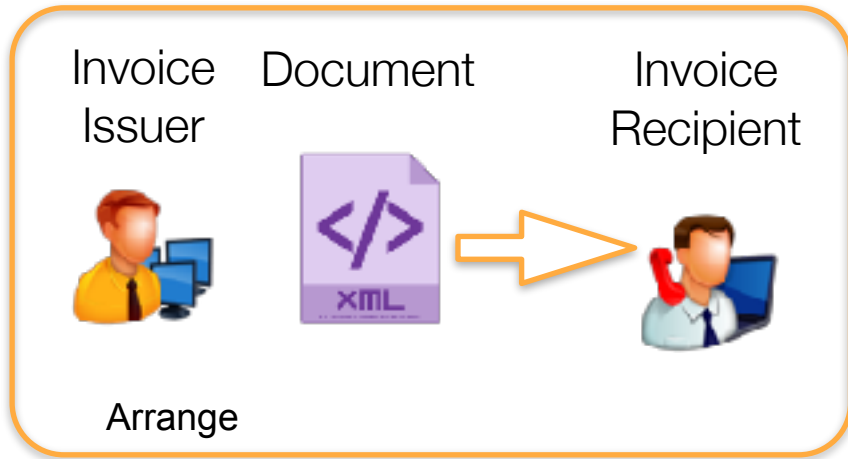 Invoice
Issuer
Document
Invoice
Recipient
</>
XML
Arrange